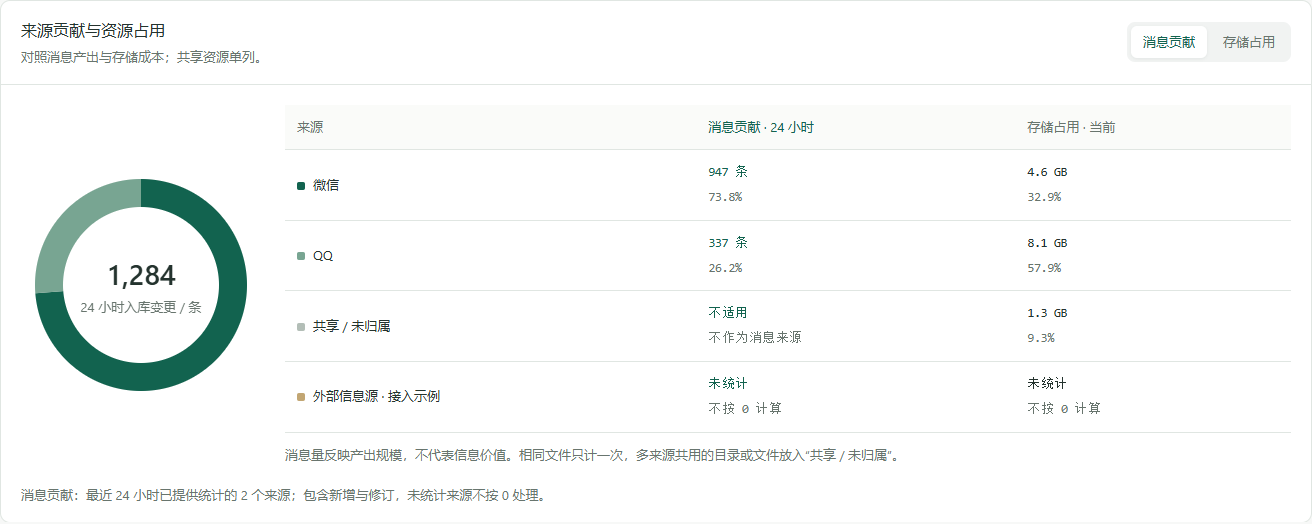 来源贡献与资源占用
对照消息产出与存储成本；共享资源单列。
消息贡献 存储占用
来源 消息贡献 · 24 小时 存储占用 · 当前
微信 947 条 4.6 GB
73.8% 32.9%
QQ 337 条 8.1 GB
26.2% 57.9%
共享 / 未归属 不适用 1.3 GB
不作为消息来源 9.3%
外部信息源 · 接入示例 未统计 未统计
不按 0 计算 不按 0 计算
1,284
24 小时入库变更 / 条
消息量反映产出规模，不代表信息价值。相同文件只计一次，多来源共用的目录或文件放入“共享 / 未归属”。
消息贡献：最近 24 小时已提供统计的 2 个来源；包含新增与修订，未统计来源不按 0 处理。